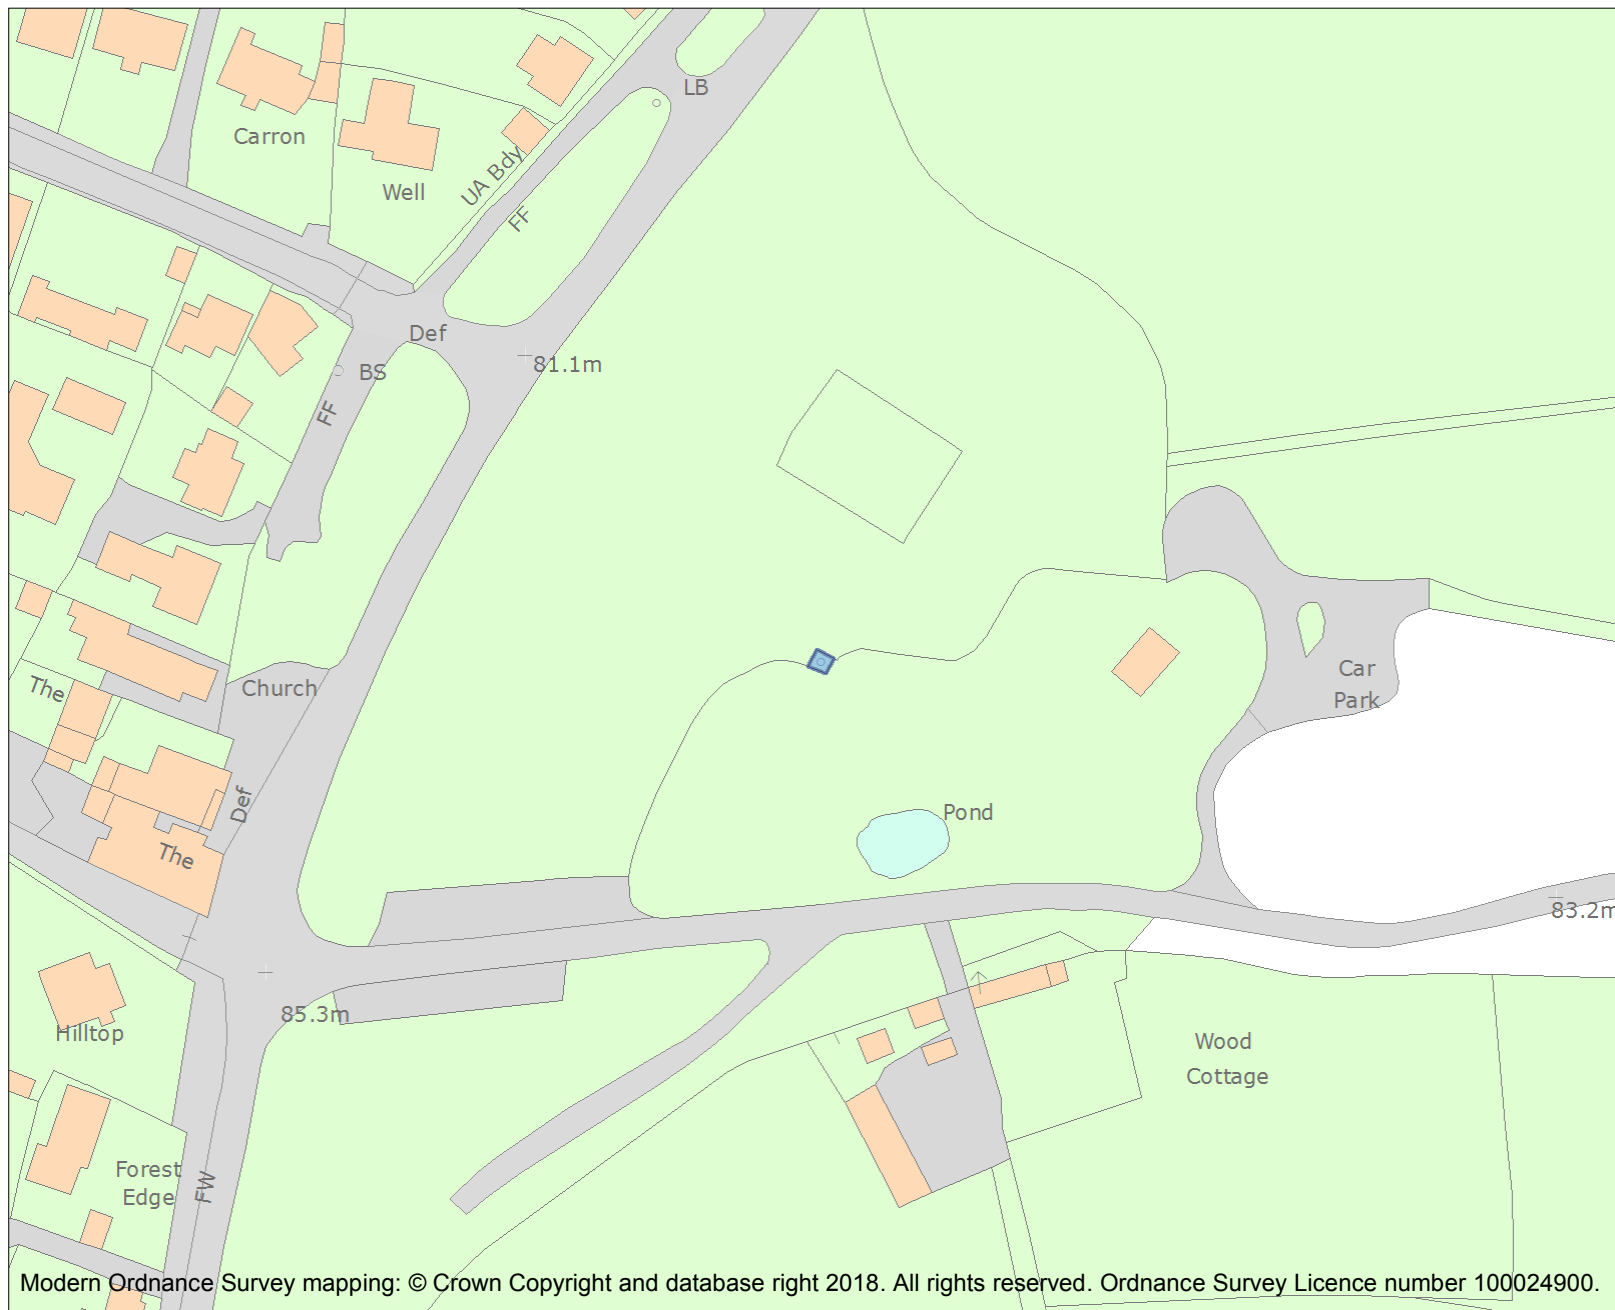 LB
Carron
Well
UA Bdy
FF
Def
81.1m
BS
FF
Church
The
Car
Park
Def
Pond
The
83.2m
85.3m
Hilltop
Wood
Cottage
Forest
Edge
FW
Modern Ordnance Survey mapping: © Crown Copyright and database right 2018. All rights reserved. Ordnance Survey Licence number 100024900.